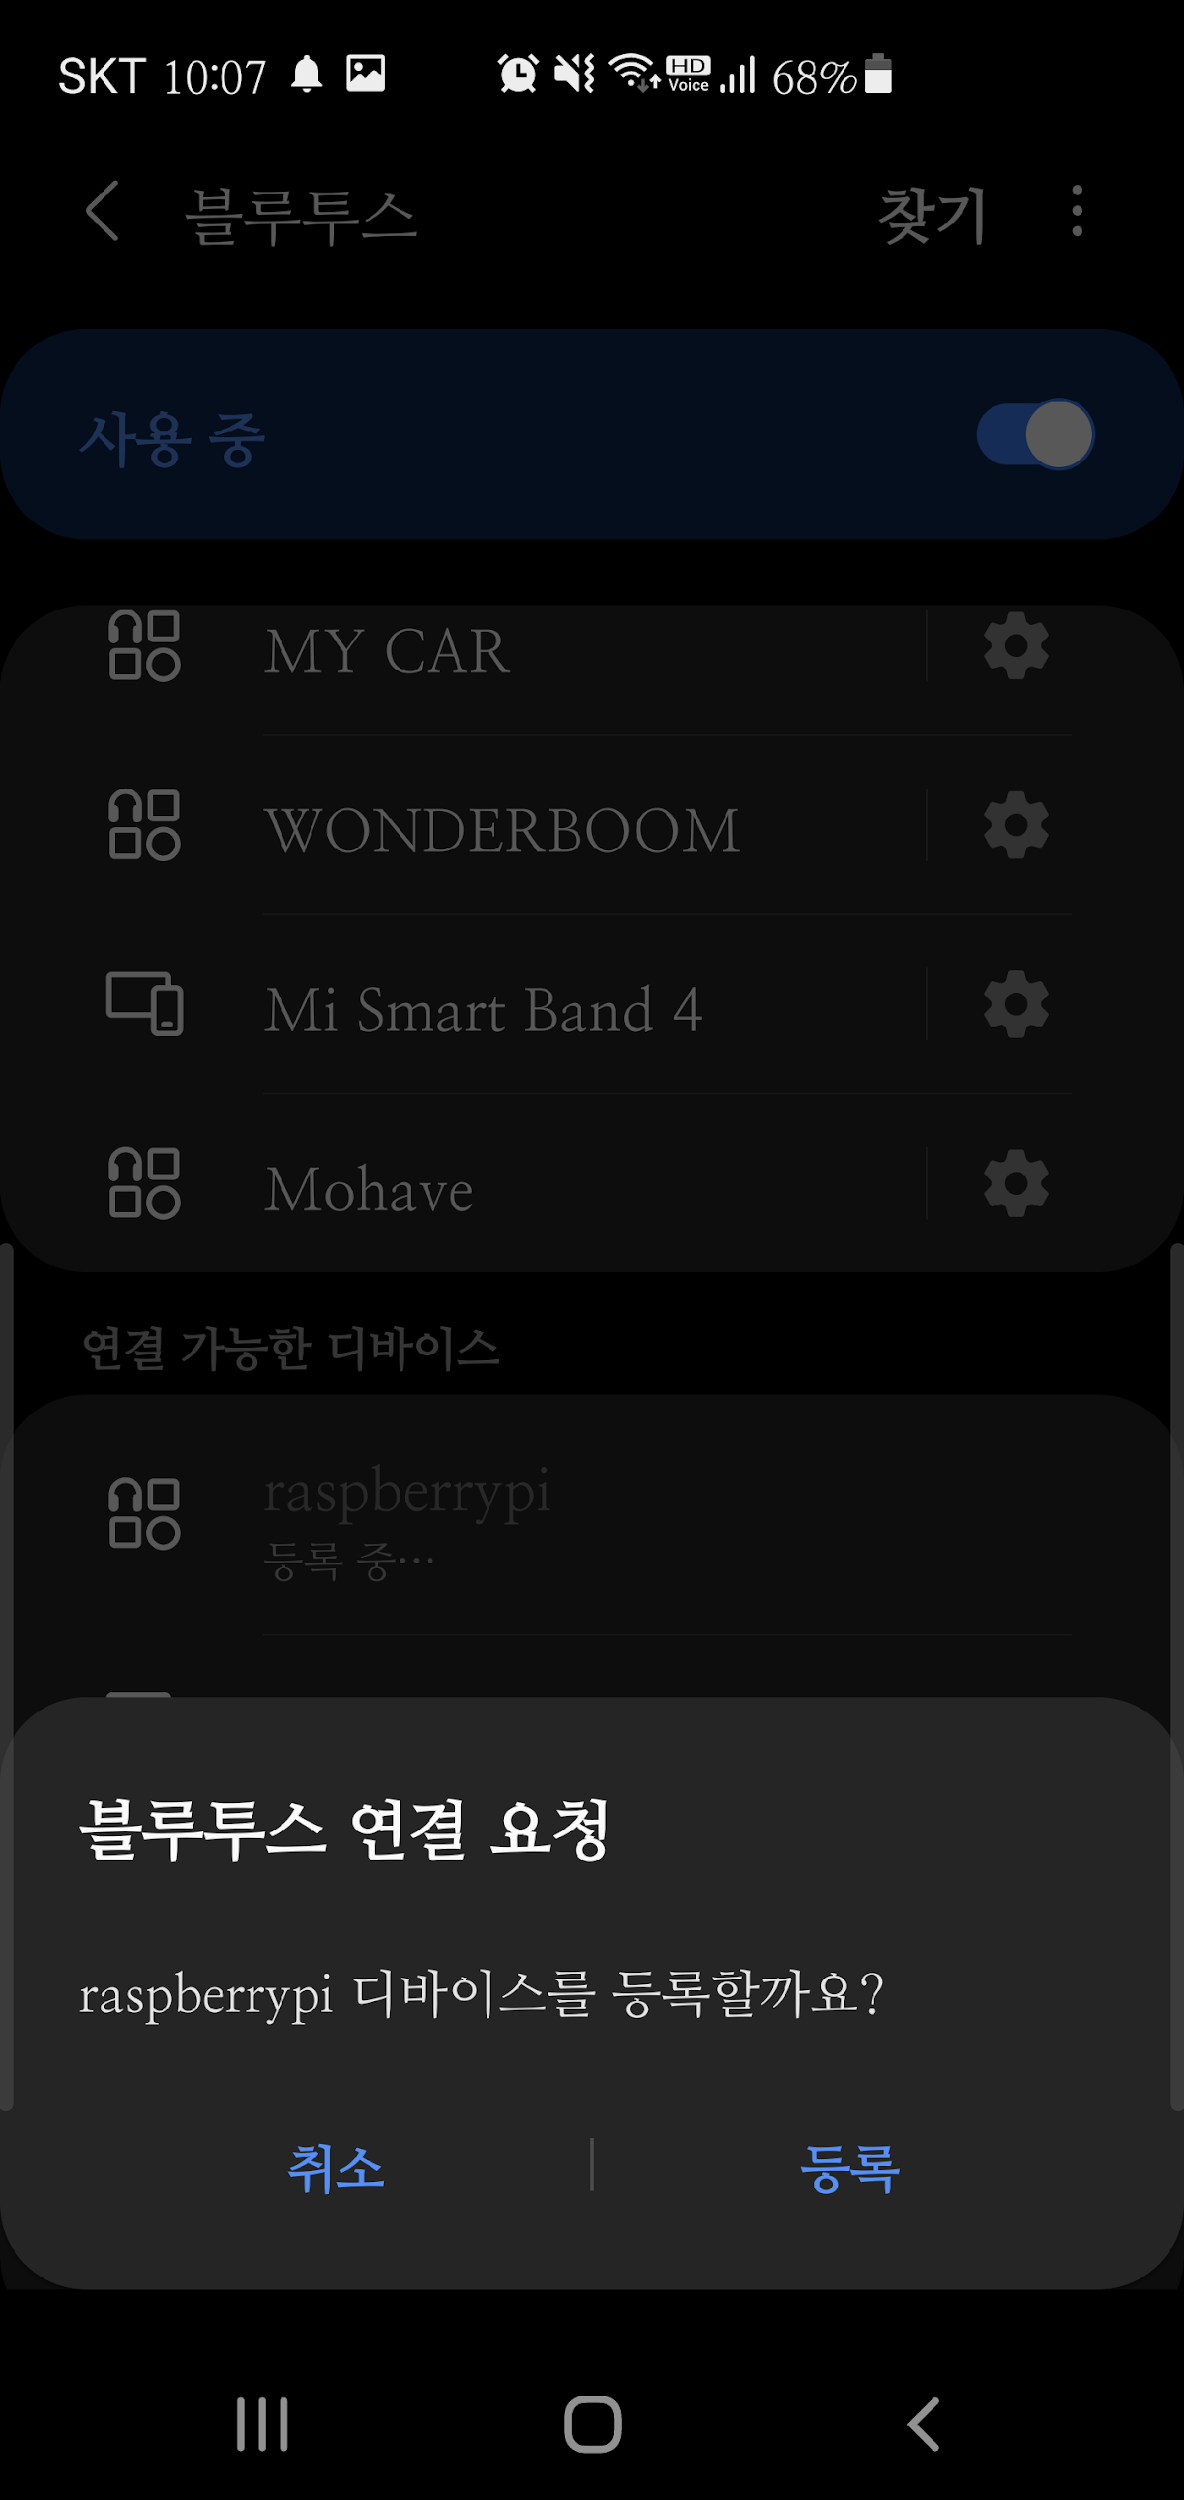 SKT 10:07 HD Voice 68%
블루투스 찾기
사용 중
MY CAR
WONDERBOOM
Mi Smart Band 4
Mohave
연결 가능한 디바이스
raspberrypi
등록 중...
블루투스 연결 요청
raspberrypi 디바이스를 등록할까요?
취소 등록